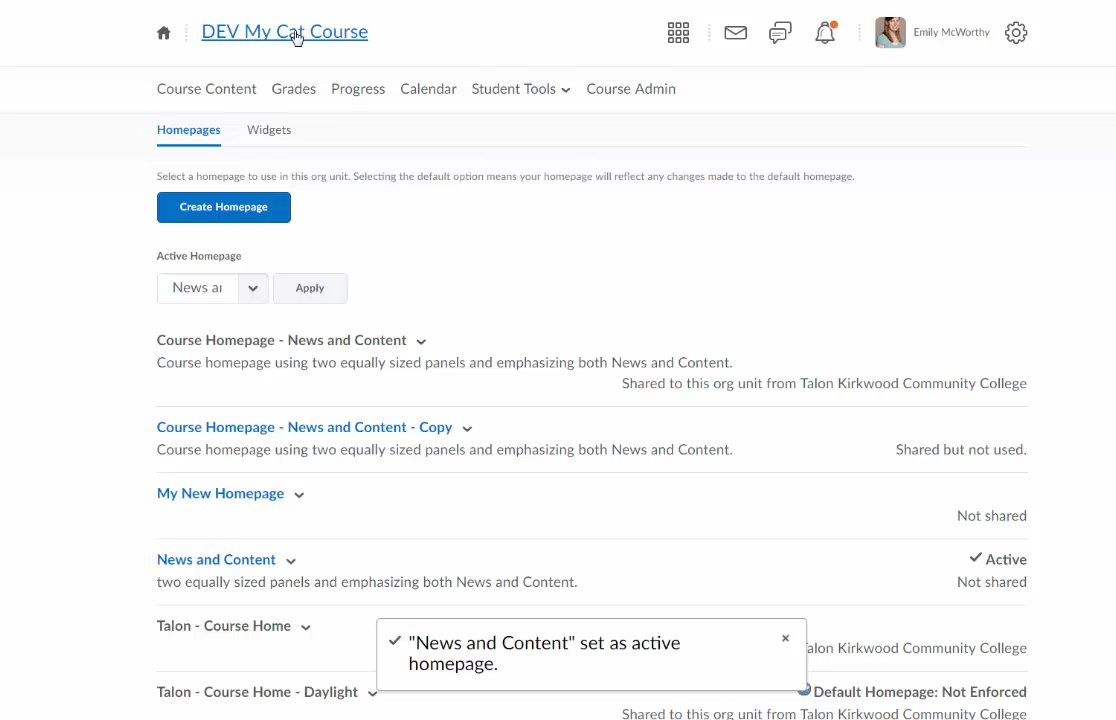 DEV My Cat Course
Emily McWorthy
Course Content Grades Progress Calendar Student Tools Course Admin
Homepages Widgets
Select a homepage to use in this org unit. Selecting the default option means your homepage will reflect any changes made to the default homepage.
Create Homepage
Active Homepage
News ar Apply
Course Homepage - News and Content
Course homepage using two equally sized panels and emphasizing both News and Content.
Shared to this org unit from Talon Kirkwood Community College
Course Homepage - News and Content - Copy
Course homepage using two equally sized panels and emphasizing both News and Content. Shared but not used.
My New Homepage
Not shared
News and Content Active
two equally sized panels and emphasizing both News and Content. Not shared
Talon - Course Home
"News and Content" set as active
homepage.
Kirkwood Community College
Talon - Course Home - Daylight Default Homepage: Not Enforced
Shared to this org unit from Talon Kirkwood Community College